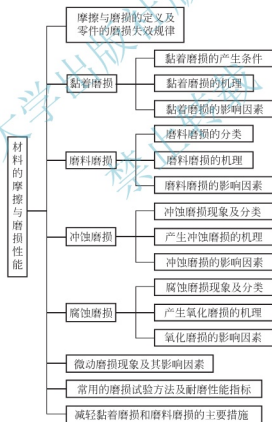 摩擦与磨损的定义及
零件的磨损失效规律
黏着磨损的产生条件
黏着磨损
黏着磨损的机理
黏着磨损的影响因素
磨料磨损的分类
磨料磨损
磨料磨损的机理
磨料磨损的影响因素
材料的摩擦与磨损性能
冲蚀磨损现象及分类
冲蚀磨损
产生冲蚀磨损的机理
冲蚀磨损的影响因素
腐蚀磨损现象及分类
腐蚀磨损
产生氧化磨损的机理
氧化磨损的影响因素
微动磨损现象及其影响因素
常用的磨损试验方法及耐磨性能指标
减轻黏着磨损和磨料磨损的主要措施